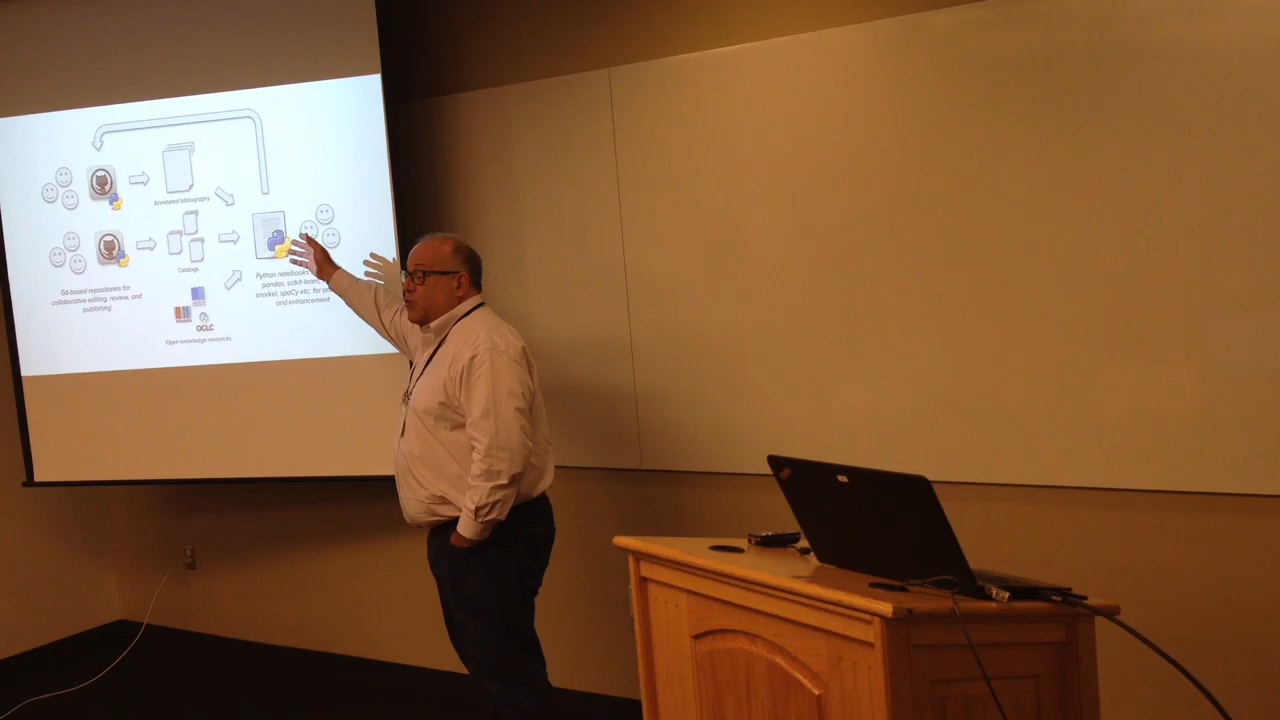 Annotated bibliography
Catalogs
Git-based repositories for
collaborative editing, review, and
publishing
OCLC
Open knowledge resources
Python notebooks
pandas, scikit-learn,
snorkel, spaCy etc. for
and enhancement